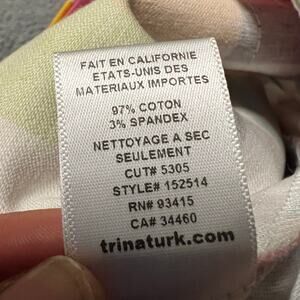 FAIT EN CALIFORNIE
ETATS-UNIS DES
MATERIAUX IMPORTES
97% COTON
3% SPANDEX
NETTOYAGE A SEC
SEULEMENT
CUT# 5305
STYLE# 152514
RN# 93415
CA# 34460
trinaturk.com